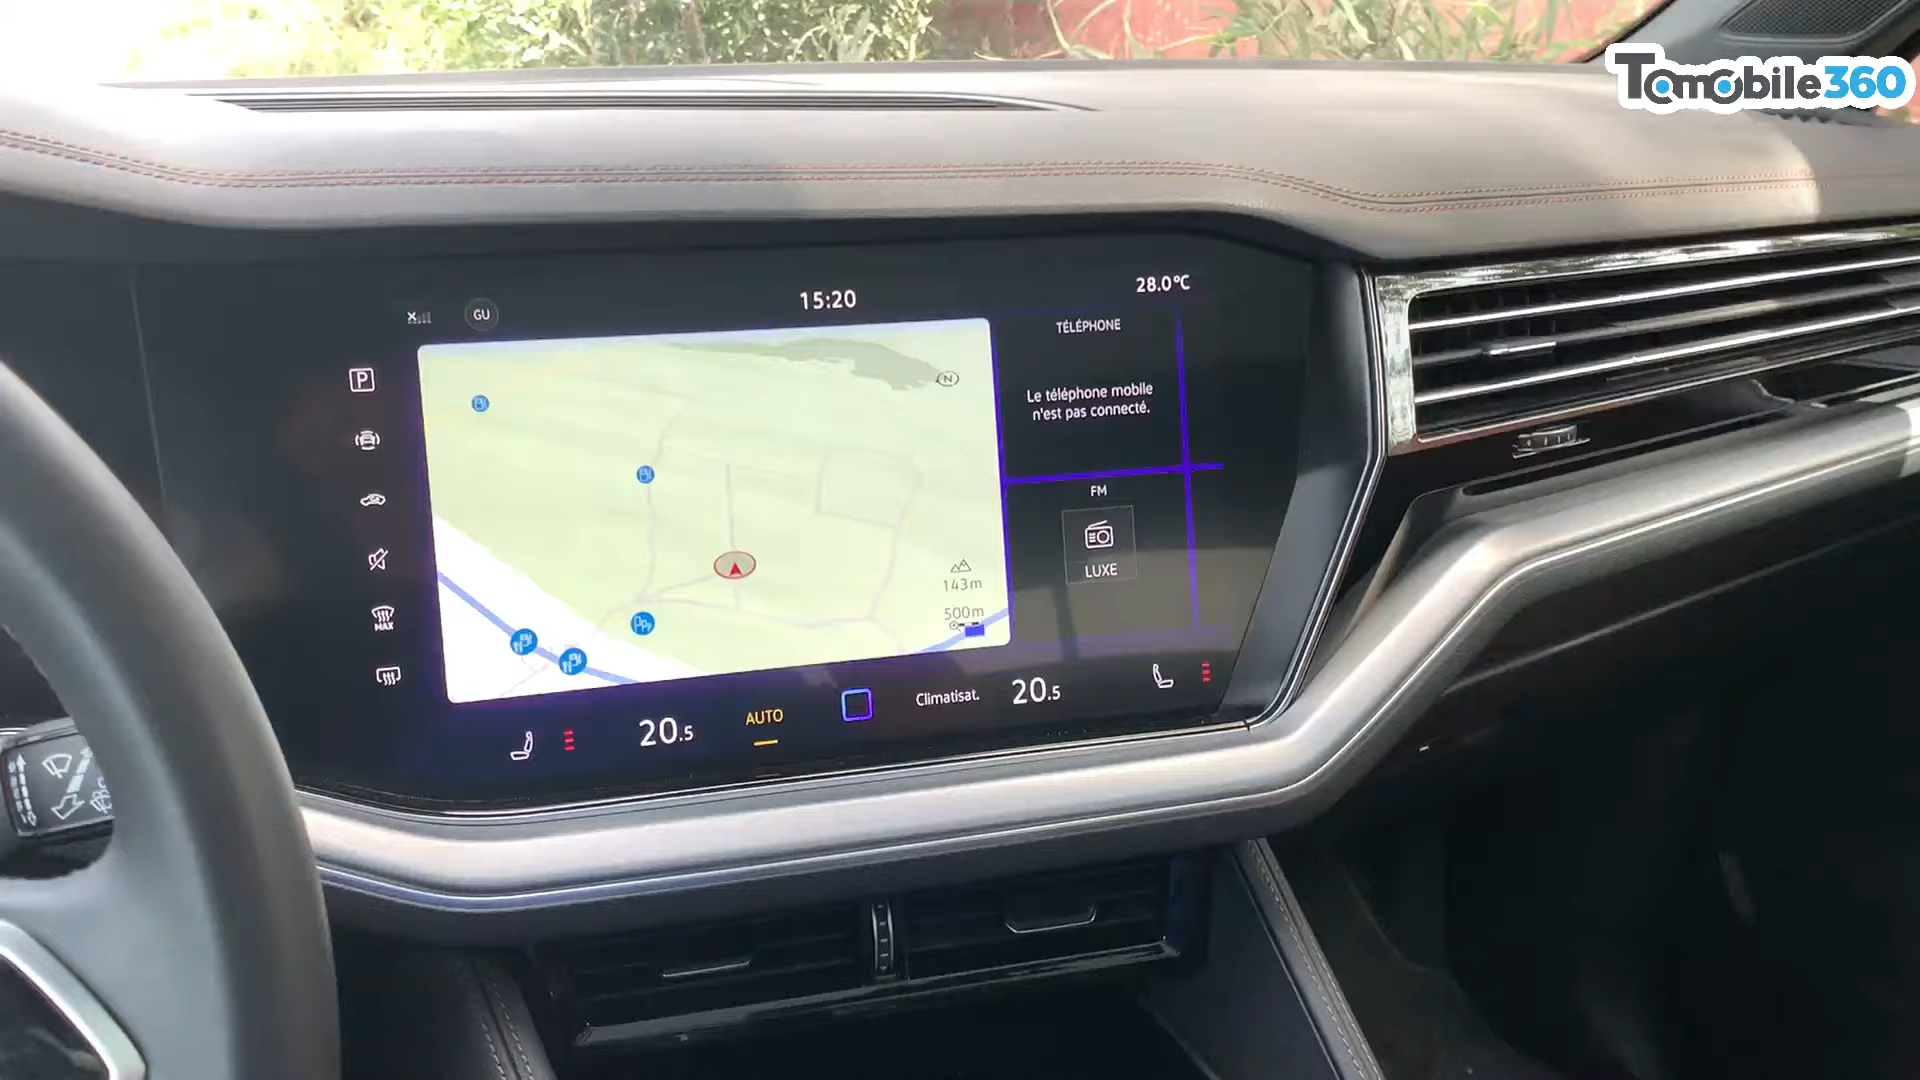 Tomobile360
GU
15:20
28.0°C
P
TÉLÉPHONE
Le téléphone mobile
n'est pas connecté.
N
FM
LUXE
143m
500m
MAX
20.5
AUTO
Climatisat.
20.5